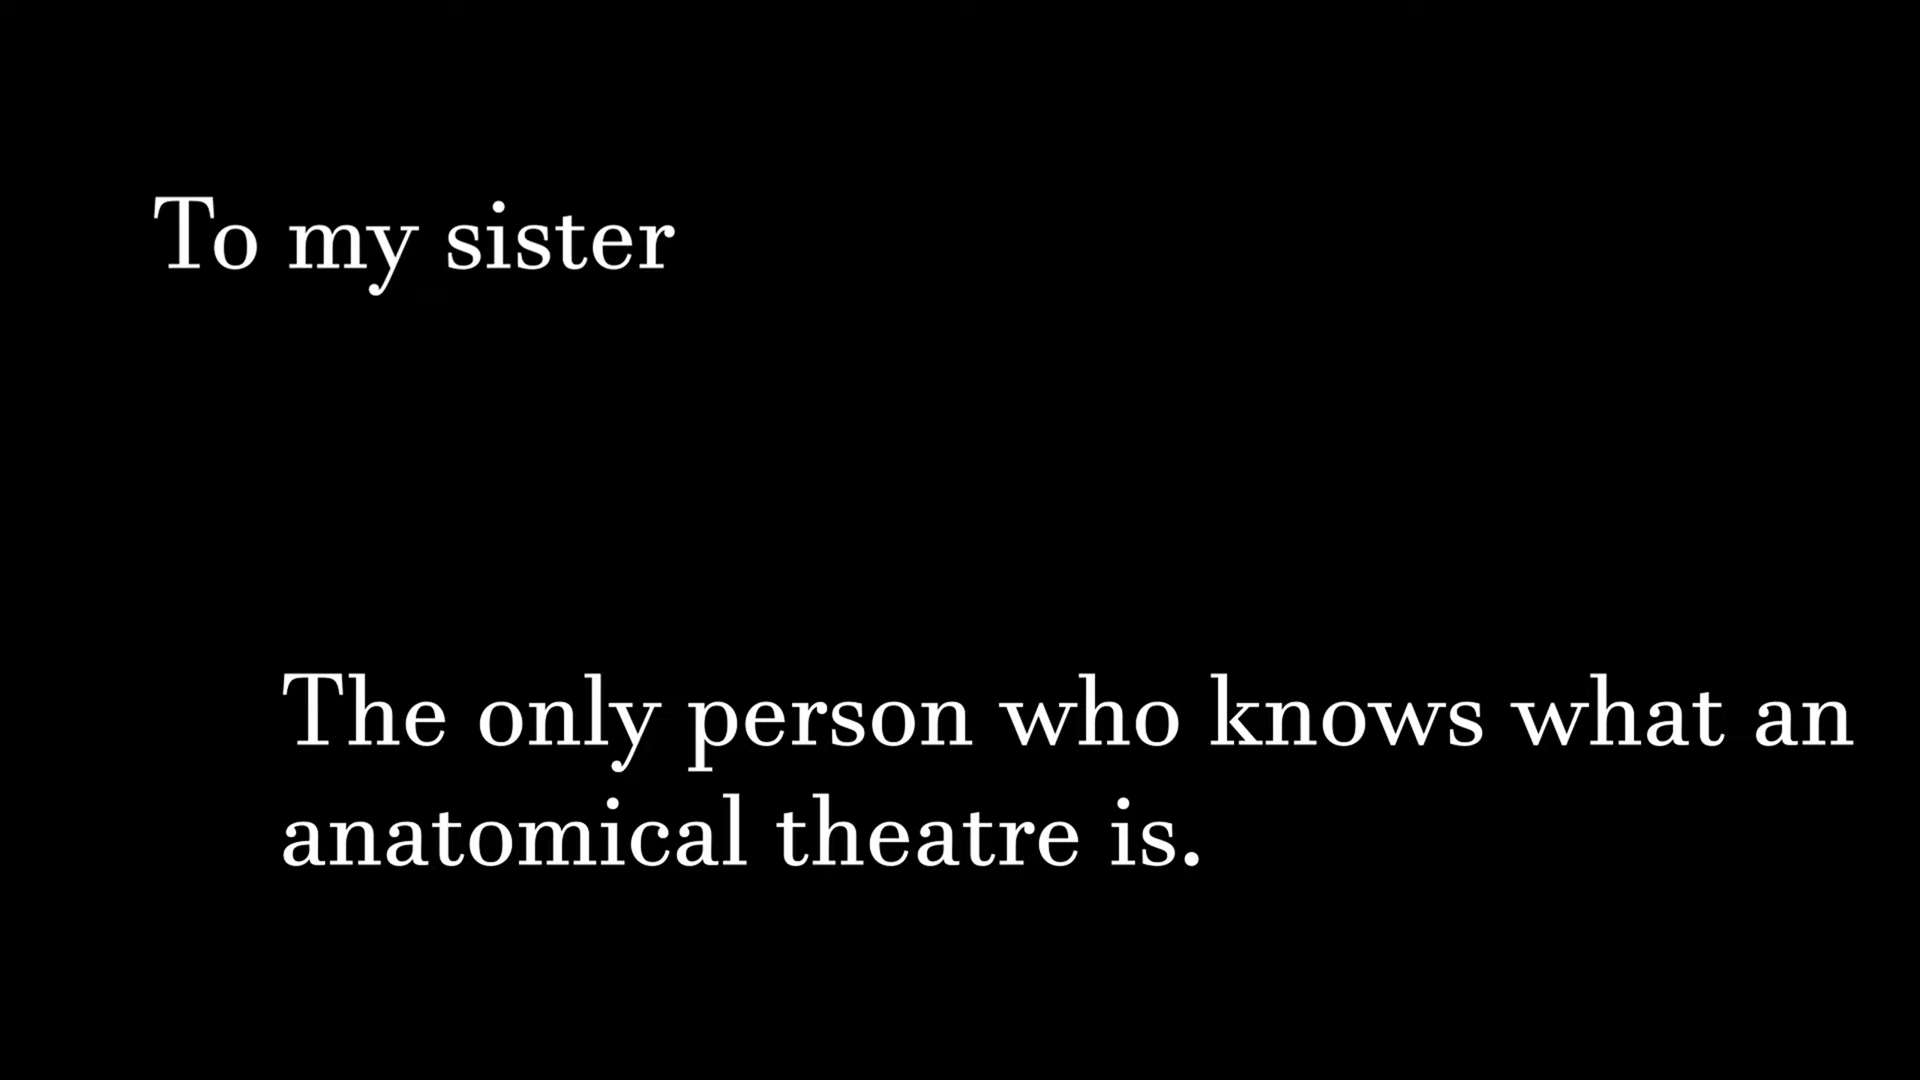 To my sister
The only person who knows what an
anatomical theatre is.